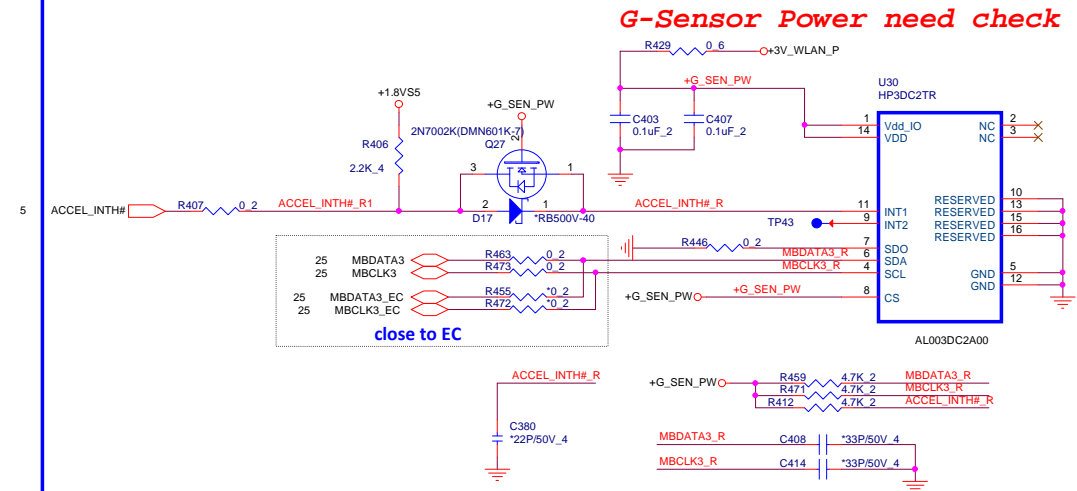 G-Sensor Power need check
R429 0_6 +3V_WLAN_P
+G_SEN_PW
U30
HP3DC2TR
+1.8VS5
+G_SEN_PW
C403
0.1uF_2
C407
0.1uF_2
1 Vdd_IO NC 2
14 VDD NC 3
2N7002K(DMN601K-7)
2
Q27
R406
2.2K_4
3 1
5 ACCEL_INTH# R407 0_2 ACCEL_INTH#_R1 2 1 ACCEL_INTH#_R 11 INT1
D17 *RB500V-40
TP43 9 INT2
RESERVED 10
RESERVED 13
RESERVED 15
RESERVED 16
R446 0_2 7 SDO
25 MBDATA3 R463 0_2 MBDATA3_R 6 SDA
25 MBCLK3 R473 0_2 MBCLK3_R 4 SCL
GND 5
GND 12
25 MBDATA3_EC R455 *0_2
25 MBCLK3_EC R472 *0_2
+G_SEN_PW +G_SEN_PW 8 CS
close to EC
AL003DC2A00
ACCEL_INTH#_R
+G_SEN_PW R459 4.7K_2 MBDATA3_R
R471 4.7K_2 MBCLK3_R
R412 4.7K_2 ACCEL_INTH#_R
C380
*22P/50V_4
MBDATA3_R C408 *33P/50V_4
MBCLK3_R C414 *33P/50V_4